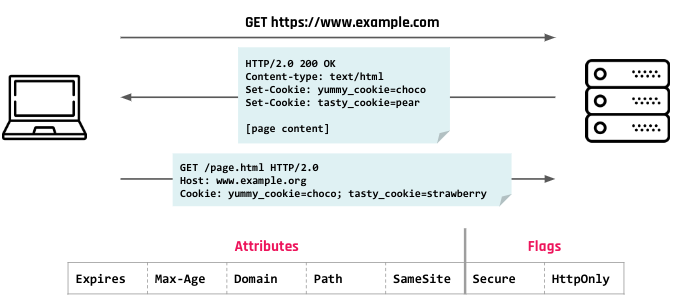 GET https://www.example.com
HTTP/2.0 200 OK
Content-type: text/html
Set-Cookie: yummy_cookie=choco
Set-Cookie: tasty_cookie=pear
[page content]
GET /page.html HTTP/2.0
Host: www.example.org
Cookie: yummy_cookie=choco; tasty_cookie=strawberry
Attributes Flags
Expires Max-Age Domain Path SameSite Secure HttpOnly